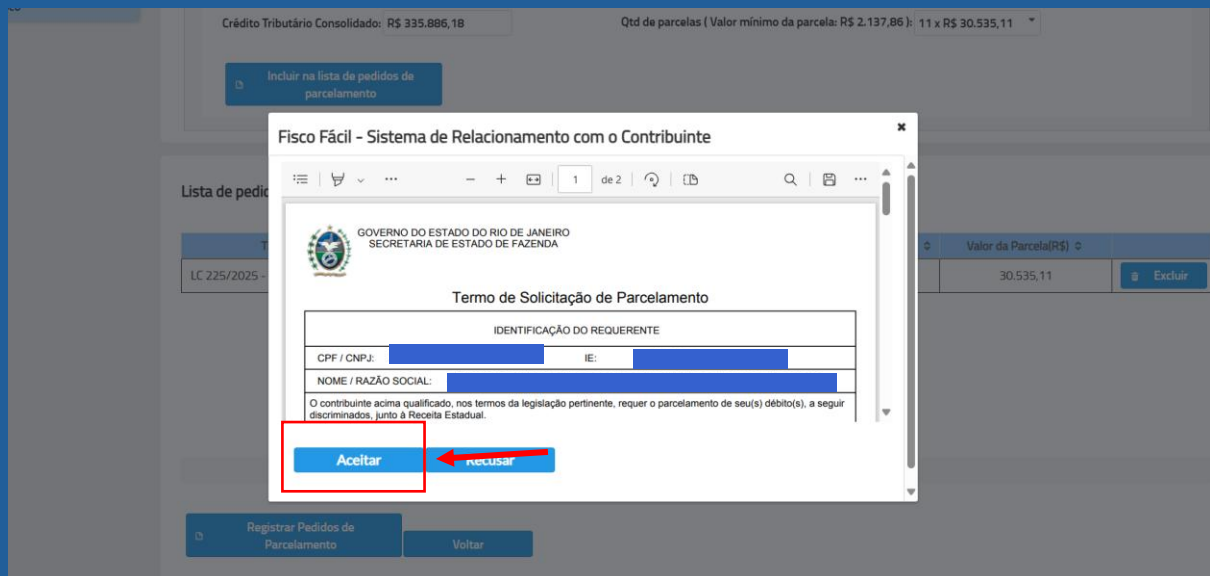 Crédito Tributário Consolidado: R$ 335.886,18
Qtd de parcelas ( Valor mínimo da parcela: R$ 2.137,86 ): 11 x R$ 30.535,11
Incluir na lista de pedidos de
parcelamento
Fisco Fácil - Sistema de Relacionamento com o Contribuinte
1 de 2
Lista de pedid
GOVERNO DO ESTADO DO RIO DE JANEIRO
SECRETARIA DE ESTADO DE FAZENDA
Valor da Parcela(R$)
LC 225/2025 -
30.535,11
Excluir
Termo de Solicitação de Parcelamento
IDENTIFICAÇÃO DO REQUERENTE
CPF / CNPJ:
IE:
NOME / RAZÃO SOCIAL:
O contribuinte acima qualificado, nos termos da legislação pertinente, requer o parcelamento de seu(s) débito(s), a seguir
discriminados, junto à Receita Estadual.
Aceitar
Recusar
Registrar Pedidos de
Parcelamento
Voltar